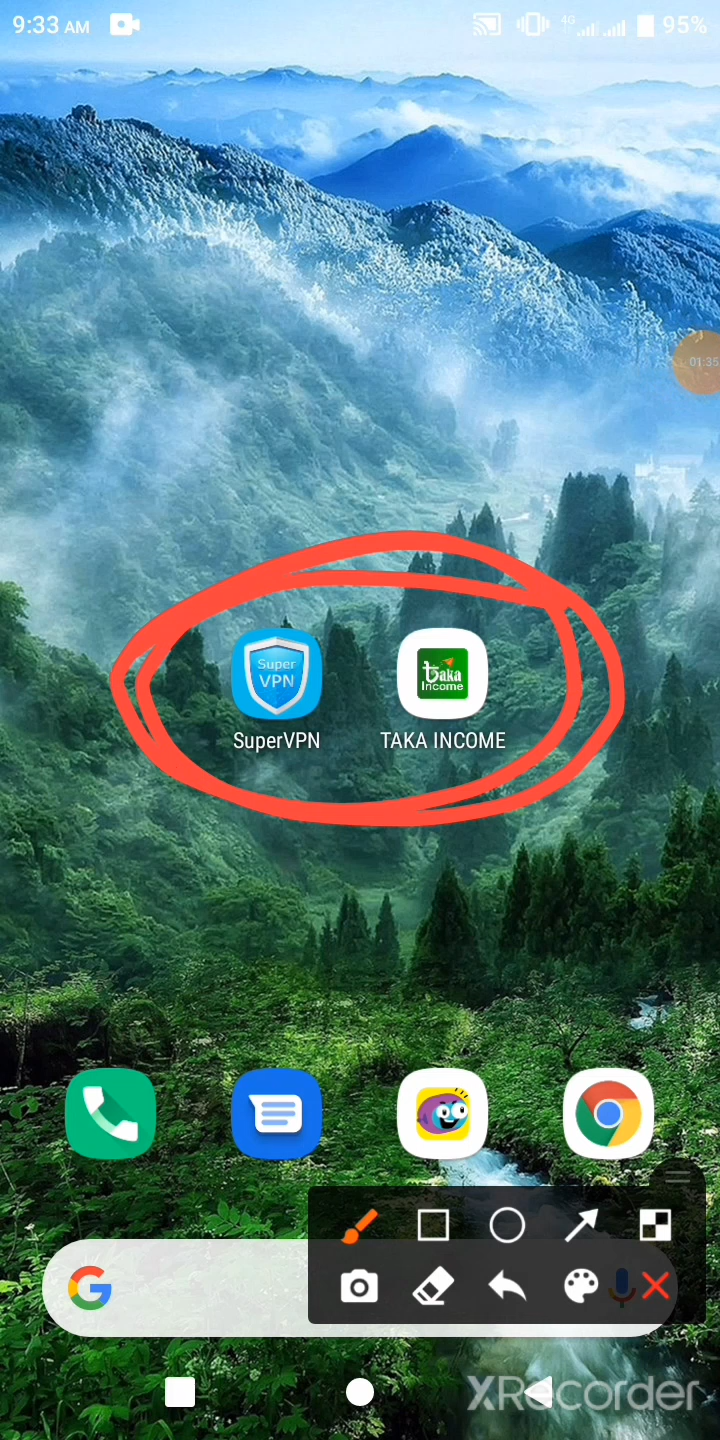 9:33 AM
4G
95%
01:35
Super
VPN
Taka
Income
SuperVPN
TAKA INCOME
XRecorder